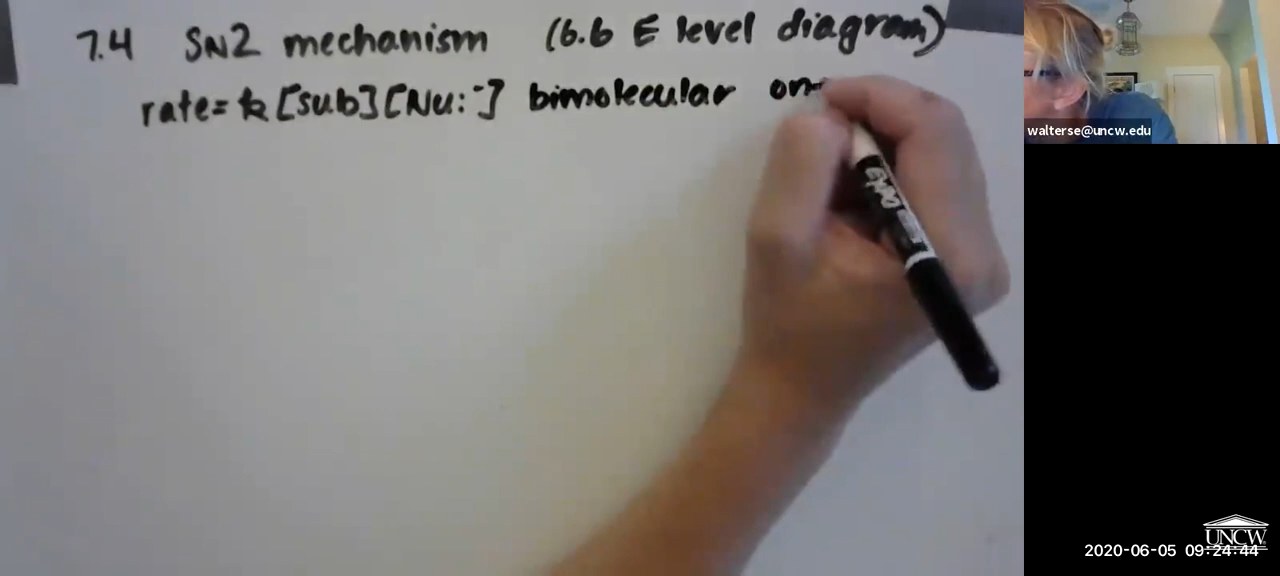 7.4 SN2 mechanism (6.6 E level diagram)
rate = k [sub][Nu:⁻] bimolecular
walterse@uncw.edu
EXPO
UNCW
2020-06-05 09:24:44